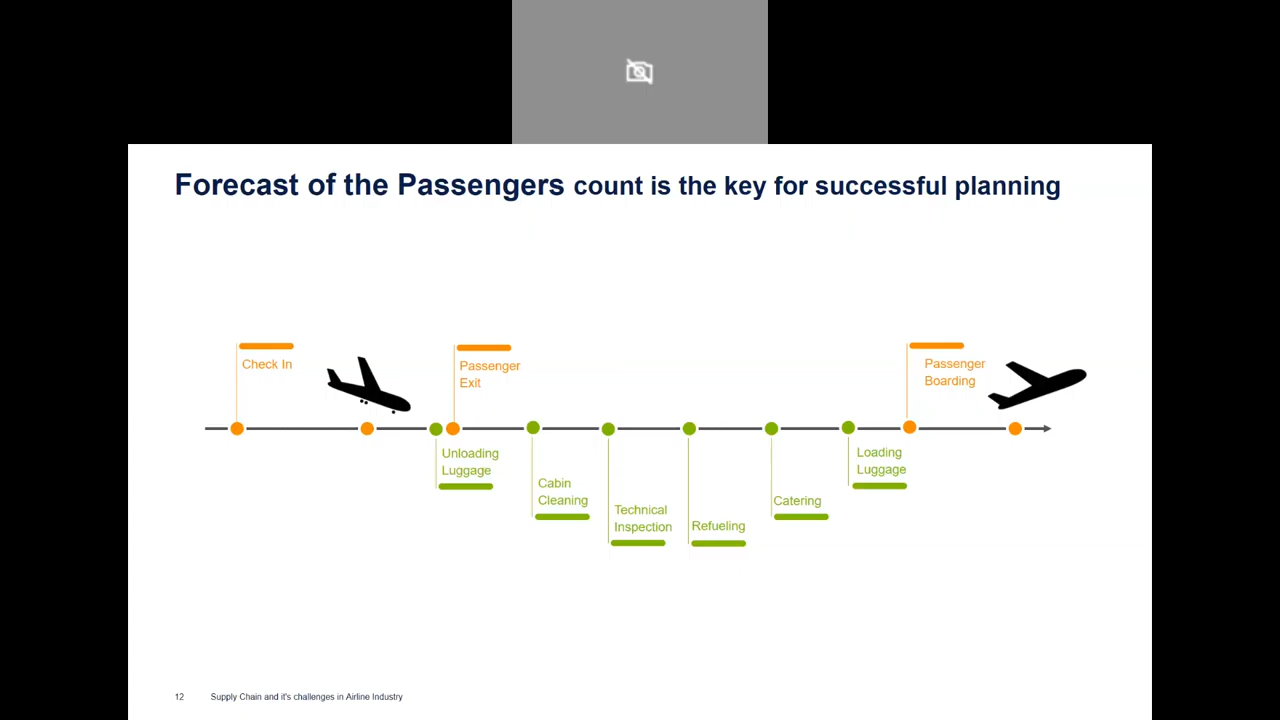 Forecast of the Passengers count is the key for successful planning
Check In
Passenger
Exit
Passenger
Boarding
Unloading
Luggage
Cabin
Cleaning
Technical
Inspection
Refueling
Catering
Loading
Luggage
12 Supply Chain and it's challenges in Airline Industry